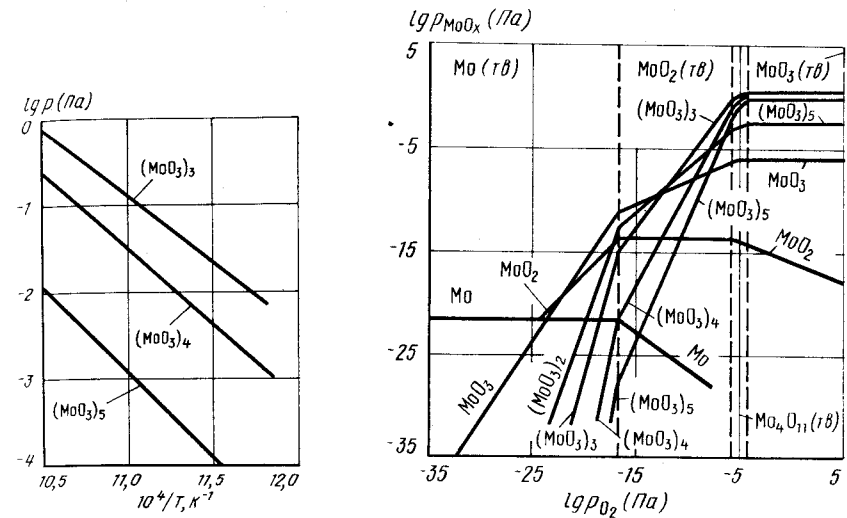 lg p (Па)
0
-1
-2
-3
-4
(MoO₃)₃
(MoO₃)₄
(MoO₃)₅
10,5 11,0 11,5 12,0
10⁴/T, K⁻¹
lg p_MoOₓ (Па)
5
-5
-15
-25
-35
Mo (тв) MoO₂ (тв) MoO₃ (тв)
(MoO₃)₃ (MoO₃)₅
MoO₃
(MoO₃)₅
MoO₂
MoO₂
Mo
(MoO₃)₄
Mo
MoO₃
(MoO₃)₂
(MoO₃)₅
(MoO₃)₃ (MoO₃)₄
Mo₄O₁₁ (тв)
-35 -25 -15 -5 5
lg p_O₂ (Па)